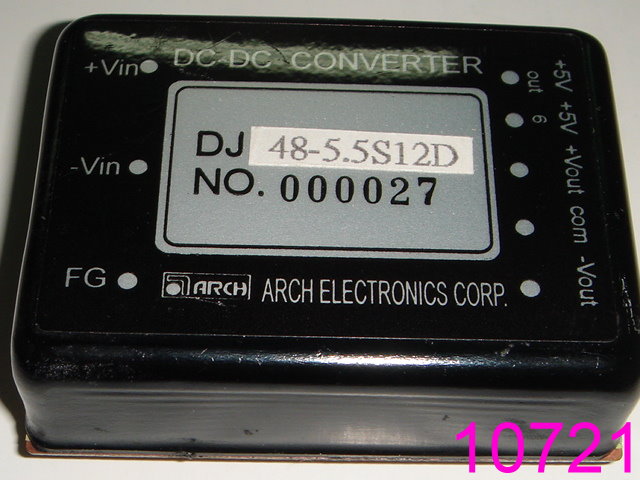 DC-DC CONVERTER
+Vin
-Vin
FG
DJ 48-5.5S12D
NO. 000027
ARCH ARCH ELECTRONICS CORP.
+5V +5V +Vout com -Vout
out 6
10721